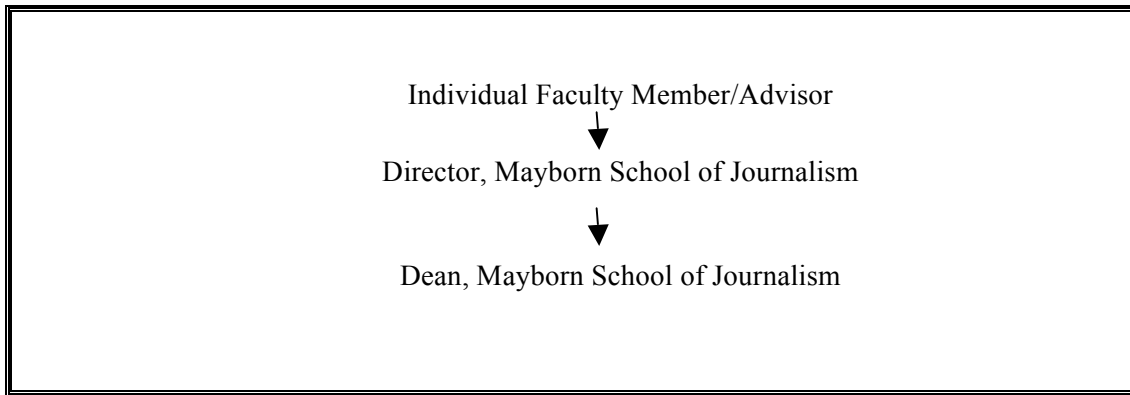 Individual Faculty Member/Advisor
Director, Mayborn School of Journalism
Dean, Mayborn School of Journalism